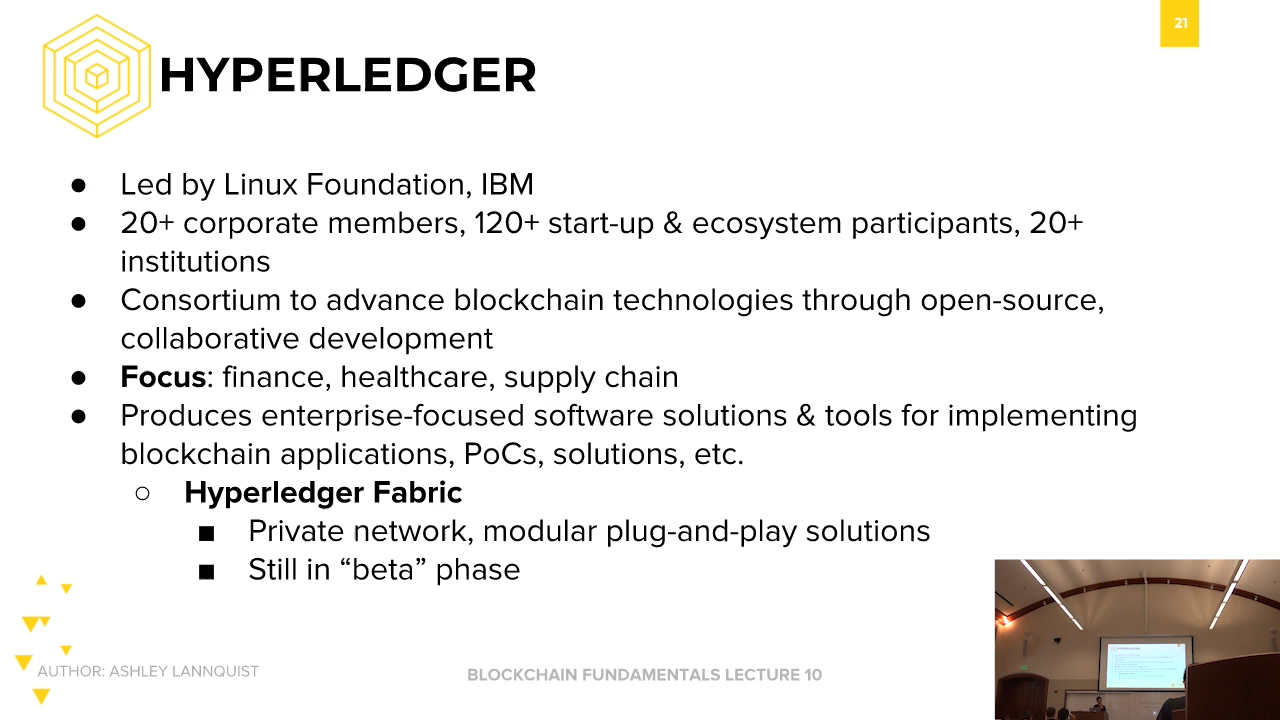 21
HYPERLEDGER
● Led by Linux Foundation, IBM
● 20+ corporate members, 120+ start-up & ecosystem participants, 20+
institutions
● Consortium to advance blockchain technologies through open-source,
collaborative development
● Focus: finance, healthcare, supply chain
● Produces enterprise-focused software solutions & tools for implementing
blockchain applications, PoCs, solutions, etc.
○ Hyperledger Fabric
■ Private network, modular plug-and-play solutions
■ Still in “beta” phase
AUTHOR: ASHLEY LANNQUIST
BLOCKCHAIN FUNDAMENTALS LECTURE 10
HYPERLEDGER